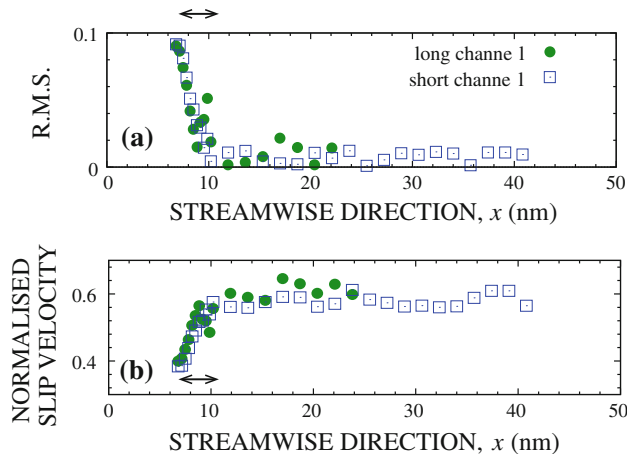 0.1
0
R.M.S.
(a)
long channe 1
short channe 1
0 10 20 30 40 50
STREAMWISE DIRECTION, x (nm)
NORMALISED
SLIP VELOCITY
0.6
0.4
(b)
0 10 20 30 40 50
STREAMWISE DIRECTION, x (nm)